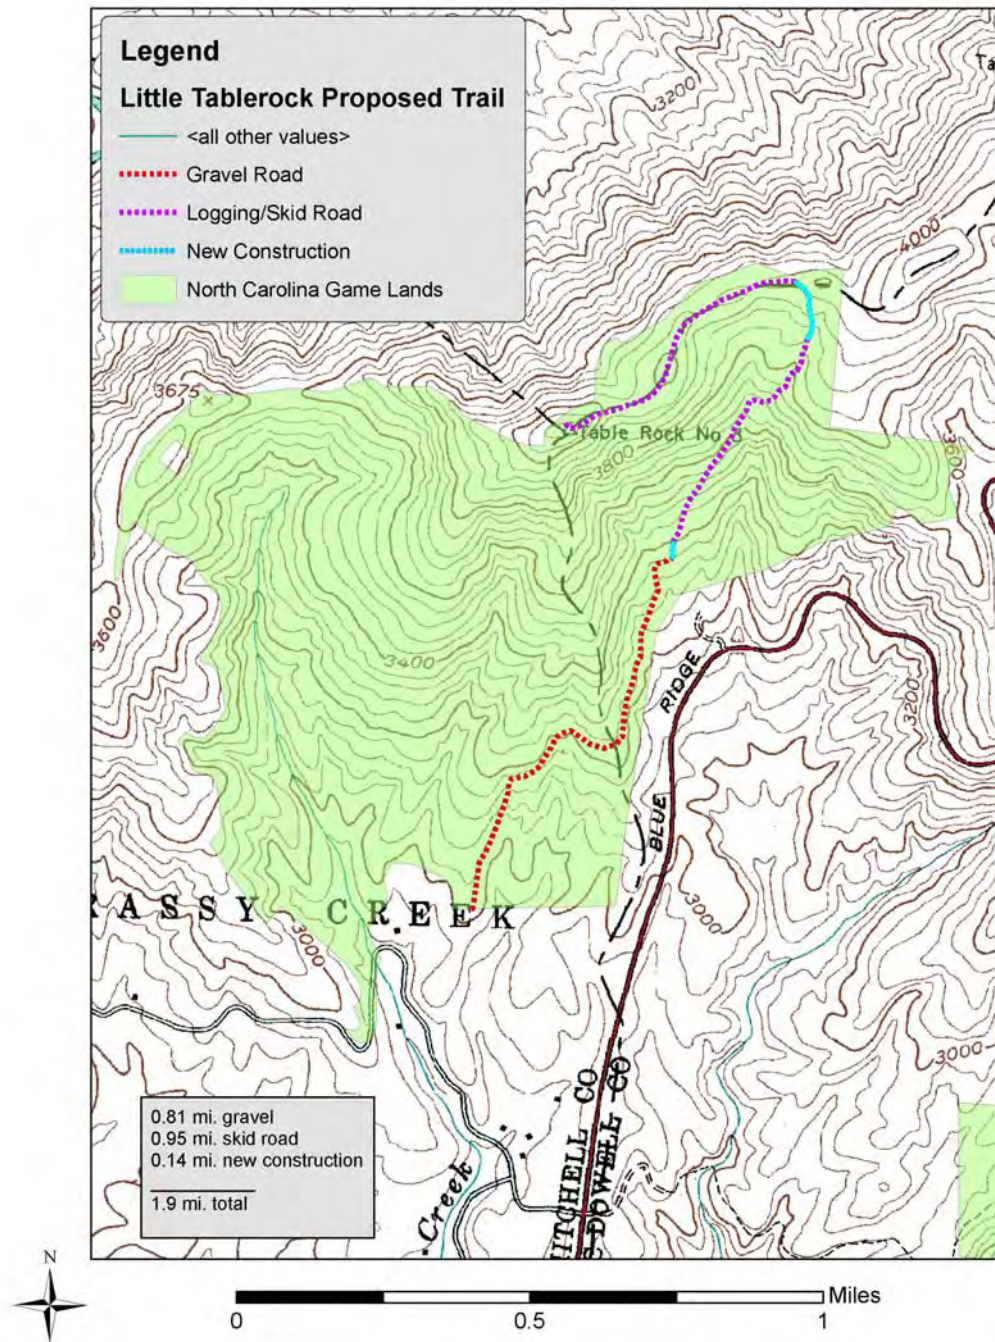 Legend
Little Tablerock Proposed Trail
<all other values>
Gravel Road
Logging/Skid Road
New Construction
North Carolina Game Lands
3200
Ta
4000
3675
Table Rock No
3800
3600
3600
3400
RIDGE
3200
BLUE
RASSY CREEK
3000
3000
3000
0.81 mi. gravel
0.95 mi. skid road
0.14 mi. new construction
1.9 mi. total
Creek
MITCHELL CO
DOWELL CO
N
Miles
0
0.5
1